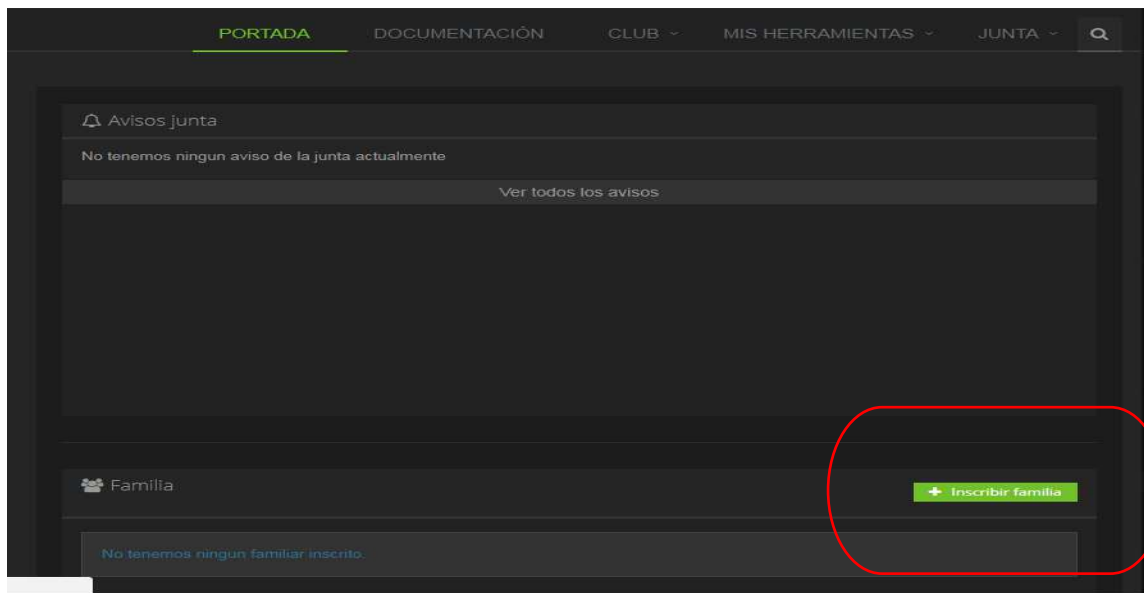 PORTADA DOCUMENTACIÓN CLUB MIS HERRAMIENTAS JUNTA
Avisos junta
No tenemos ningun aviso de la junta actualmente
Ver todos los avisos
Familia
+ Inscribir familia
No tenemos ningun familiar inscrito.